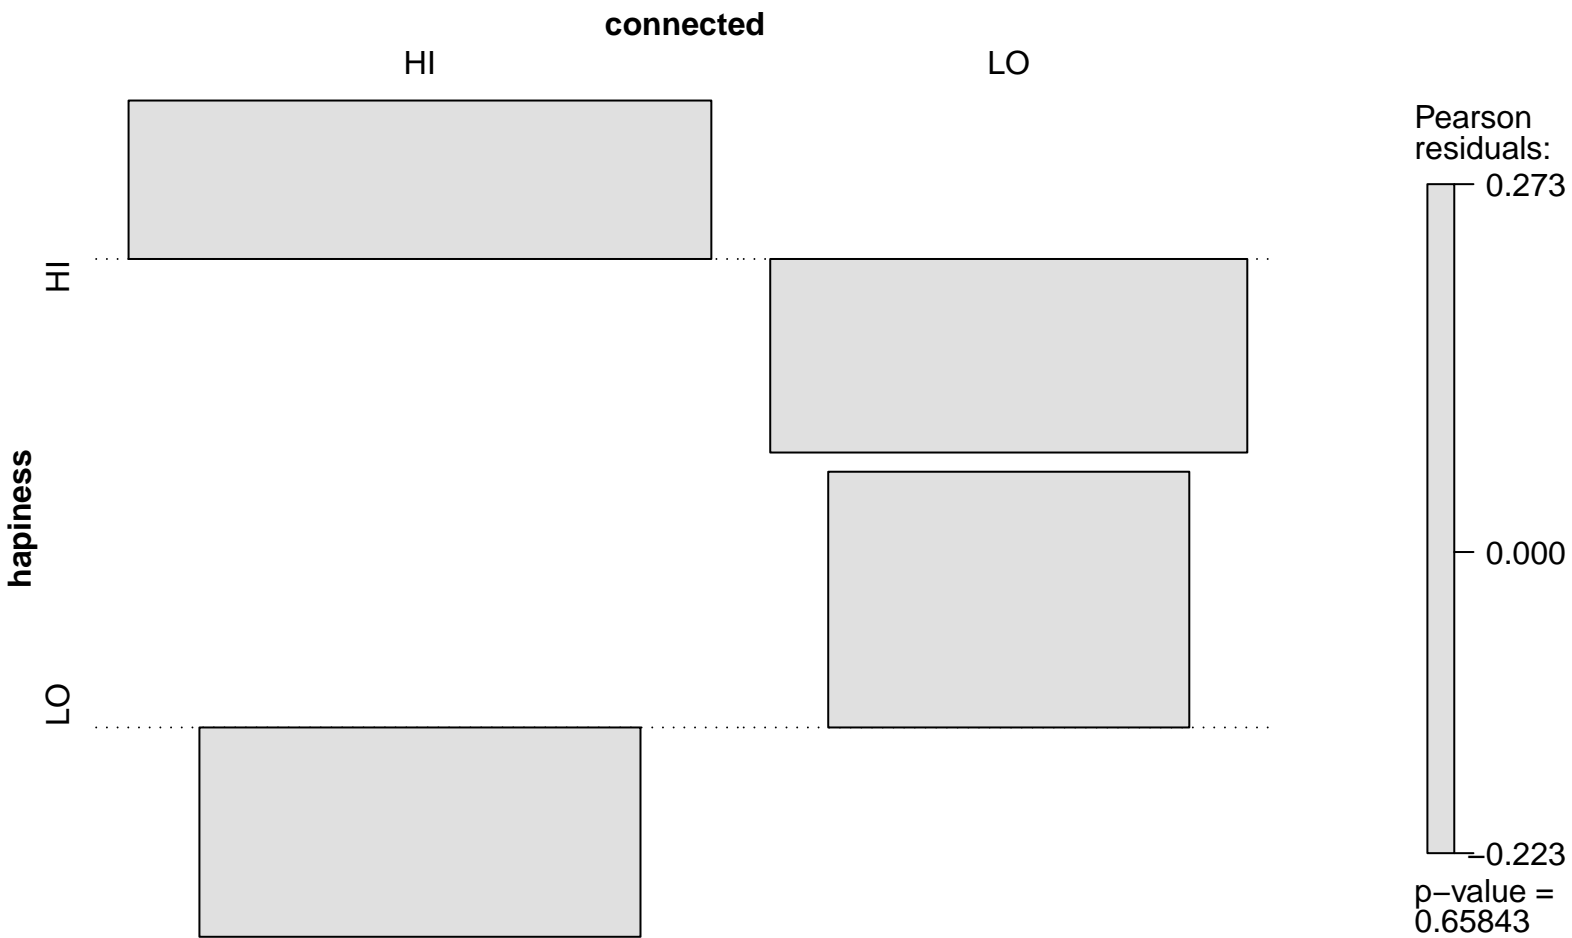 connected
HI
LO
HI
hapiness
LO
Pearson
residuals:
0.273
0.000
−0.223
p−value =
0.65843